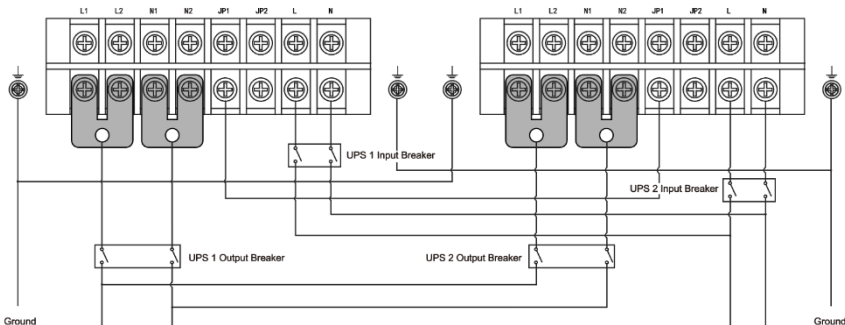 L1 L2 N1 N2 JP1 JP2 L N
L1 L2 N1 N2 JP1 JP2 L N
UPS 1 Input Breaker
UPS 2 Input Breaker
UPS 1 Output Breaker
UPS 2 Output Breaker
Ground
Ground